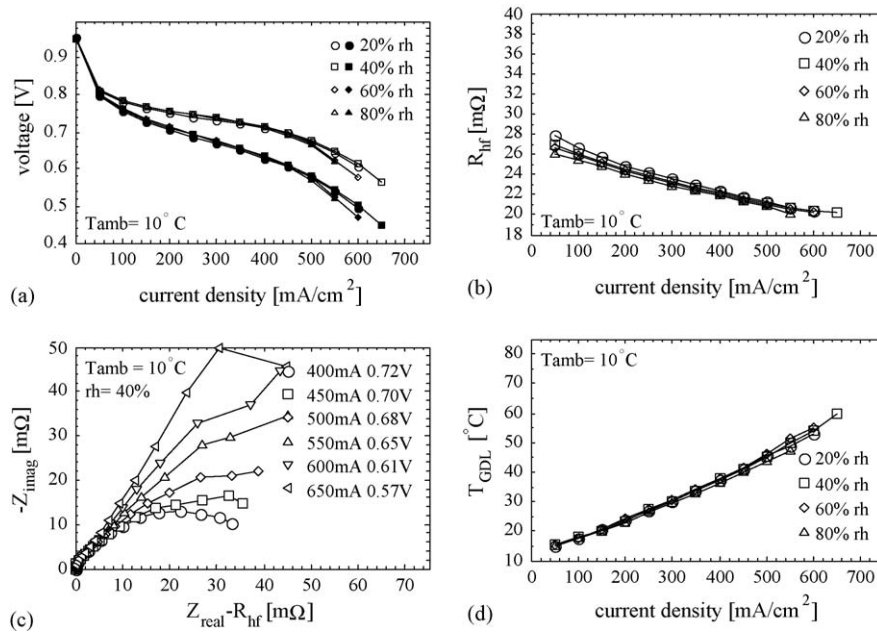 0.9
0.8
0.7
0.6
0.5
0.4
voltage [V]
20% rh
40% rh
60% rh
80% rh
Tamb= 10°C
0 100 200 300 400 500 600 700
(a) current density [mA/cm²]
40
38
36
34
32
30
28
26
24
22
20
18
R_hf [mΩ]
20% rh
40% rh
60% rh
80% rh
Tamb= 10°C
0 100 200 300 400 500 600 700
(b) current density [mA/cm²]
50
40
30
20
10
0
-Z_imag [mΩ]
Tamb = 10°C
rh= 40%
400mA 0.72V
450mA 0.70V
500mA 0.68V
550mA 0.65V
600mA 0.61V
650mA 0.57V
0 10 20 30 40 50 60 70
(c) Z_real-R_hf [mΩ]
80
70
60
50
40
30
20
10
T_GDL [°C]
Tamb= 10°C
20% rh
40% rh
60% rh
80% rh
0 100 200 300 400 500 600 700
(d) current density [mA/cm²]